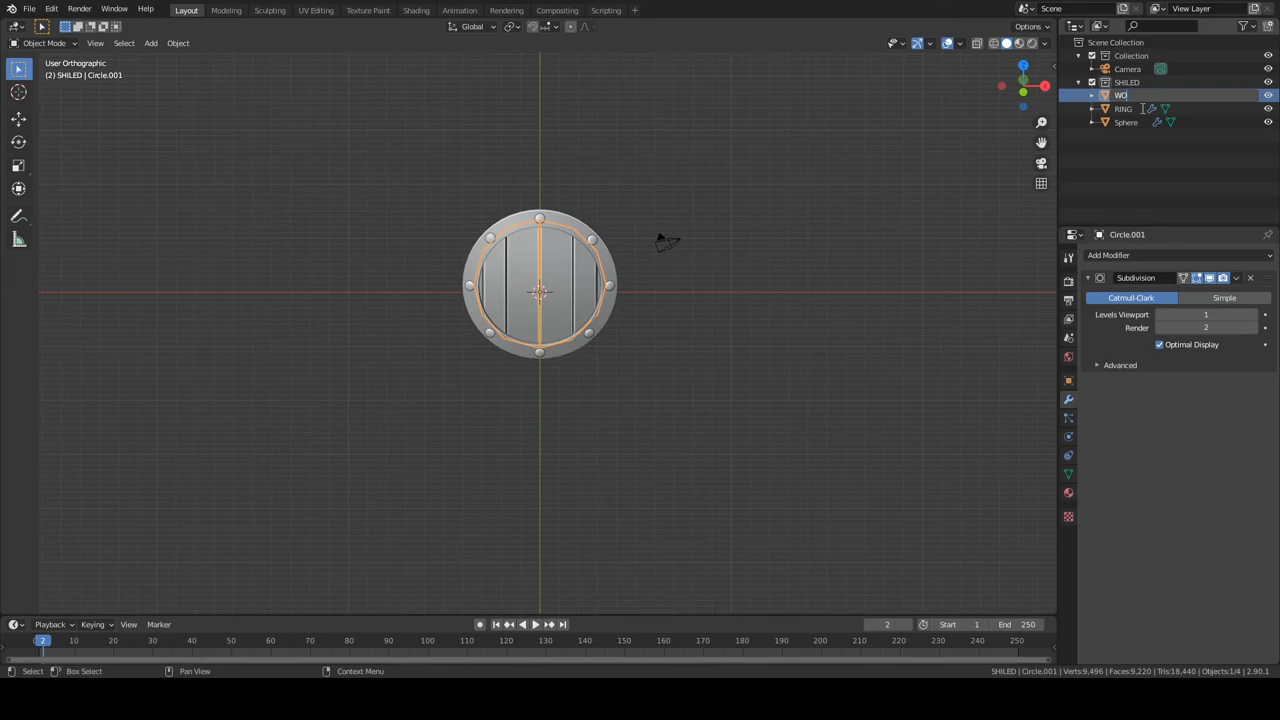 File Edit Render Window Help Layout Modeling Sculpting UV Editing Texture Paint Shading Animation Rendering Compositing Scripting + Scene View Layer
Global Options
Object Mode View Select Add Object
User Orthographic
(2) SHILED | Circle.001
Z
X
Scene Collection
Collection
Camera
SHILED
WO
RING
Sphere
Circle.001
Add Modifier
Subdivision
Catmull-Clark Simple
Levels Viewport 1
Render 2
Optimal Display
Advanced
Playback Keying View Marker 2 Start 1 End 250
2 10 20 30 40 50 60 70 80 90 100 110 120 130 140 150 160 170 180 190 200 210 220 230 240 250
Select Box Select Pan View Context Menu SHILED | Circle.001 | Verts:9,496 | Faces:9,220 | Tris:18,440 | Objects:1/4 | 2.90.1